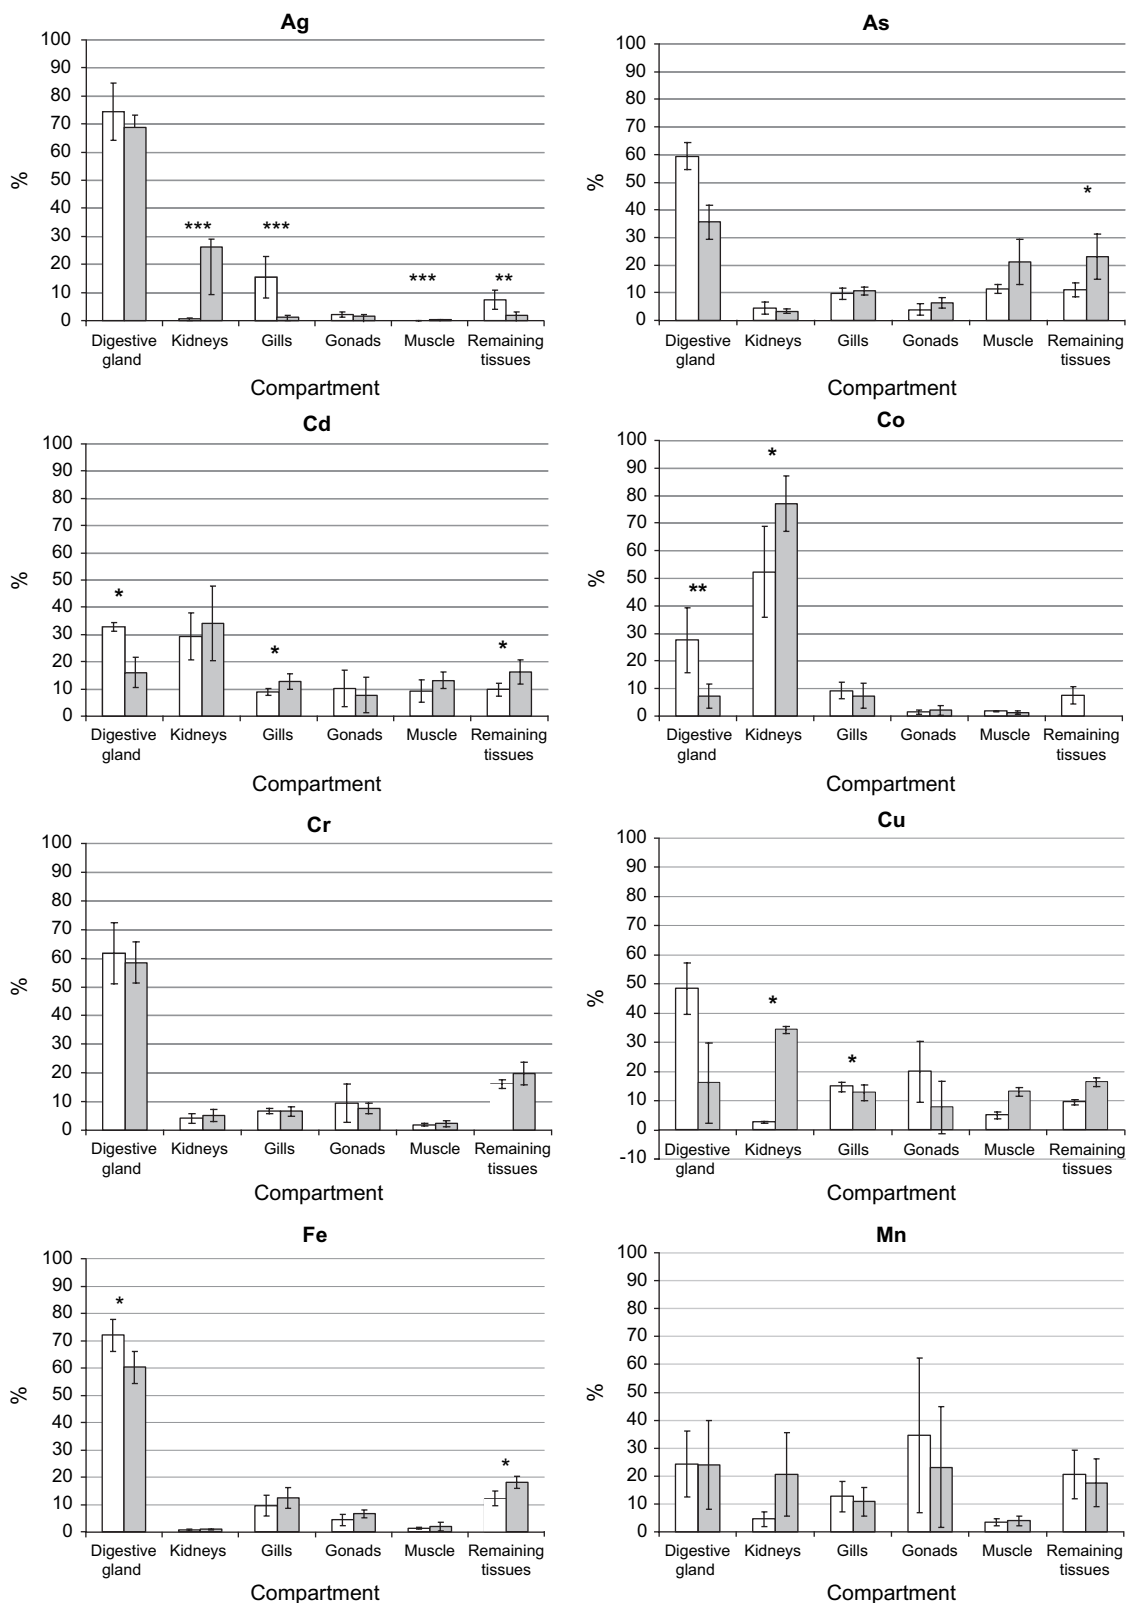 Ag
100
90
80
70
60
50
40
30
20
10
0
%
***
***
***
**
Digestive gland
Kidneys
Gills
Gonads
Muscle
Remaining tissues
Compartment
As
100
90
80
70
60
50
40
30
20
10
0
%
*
Digestive gland
Kidneys
Gills
Gonads
Muscle
Remaining tissues
Compartment
Cd
100
90
80
70
60
50
40
30
20
10
0
%
*
*
*
Digestive gland
Kidneys
Gills
Gonads
Muscle
Remaining tissues
Compartment
Co
100
90
80
70
60
50
40
30
20
10
0
%
**
*
Digestive gland
Kidneys
Gills
Gonads
Muscle
Remaining tissues
Compartment
Cr
100
90
80
70
60
50
40
30
20
10
0
%
Digestive gland
Kidneys
Gills
Gonads
Muscle
Remaining tissues
Compartment
Cu
100
90
80
70
60
50
40
30
20
10
0
-10
%
*
*
Digestive gland
Kidneys
Gills
Gonads
Muscle
Remaining tissues
Compartment
Fe
100
90
80
70
60
50
40
30
20
10
0
%
*
*
Digestive gland
Kidneys
Gills
Gonads
Muscle
Remaining tissues
Compartment
Mn
100
90
80
70
60
50
40
30
20
10
0
%
Digestive gland
Kidneys
Gills
Gonads
Muscle
Remaining tissues
Compartment